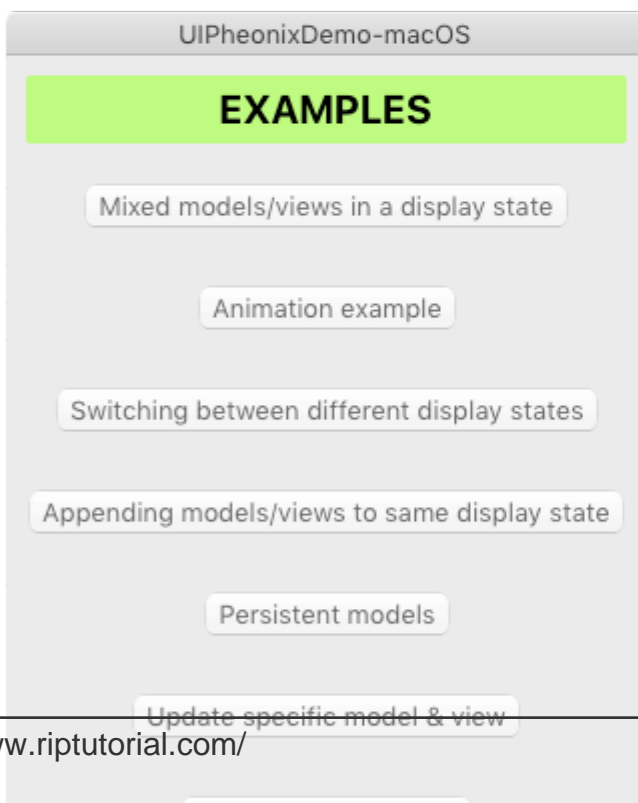 UIPheonixDemo-macOS
EXAMPLES
Mixed models/views in a display state
Animation example
Switching between different display states
Appending models/views to same display state
Persistent models
Update specific model & view
w.riptutorial.com/